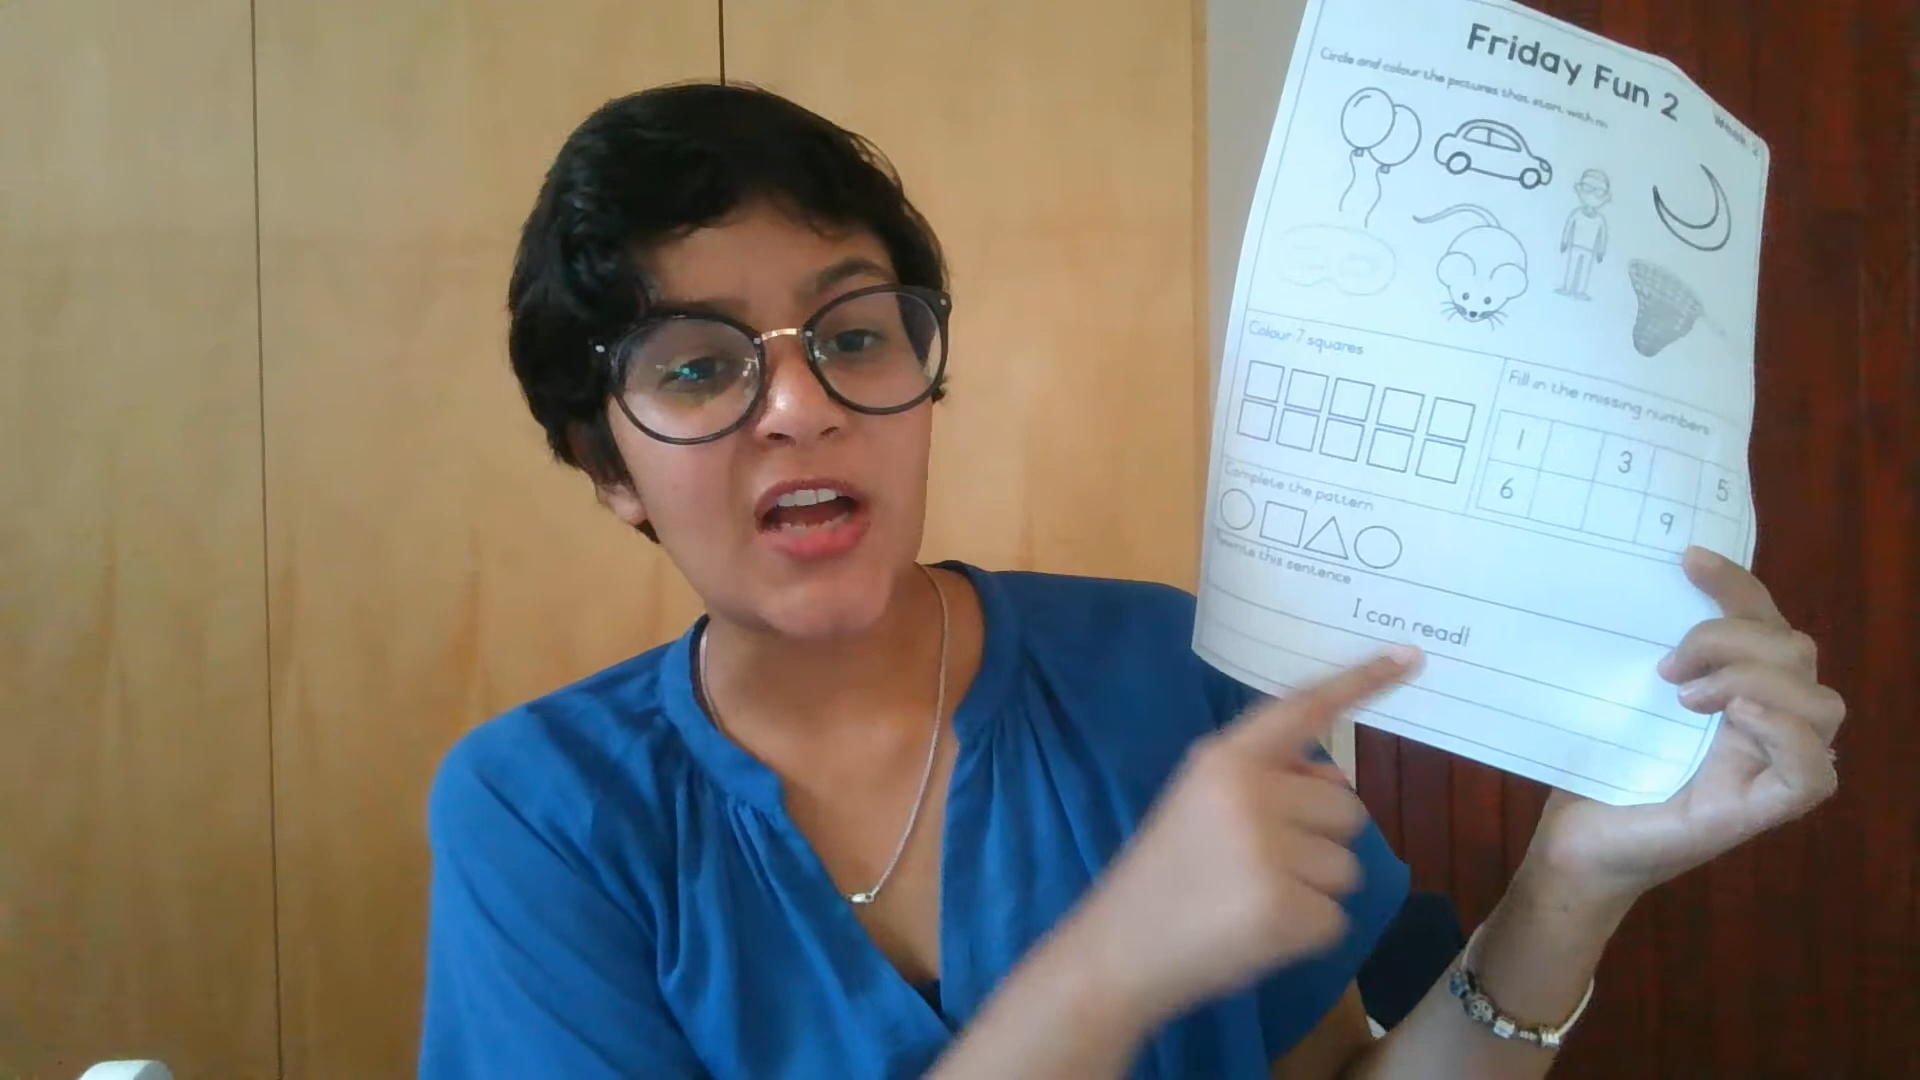 Friday Fun 2
Week 2
Circle and colour the pictures that start with m
Colour 7 squares
Fill in the missing numbers
1 3 5
6 9
Complete the pattern
Rewrite this sentence
I can read!